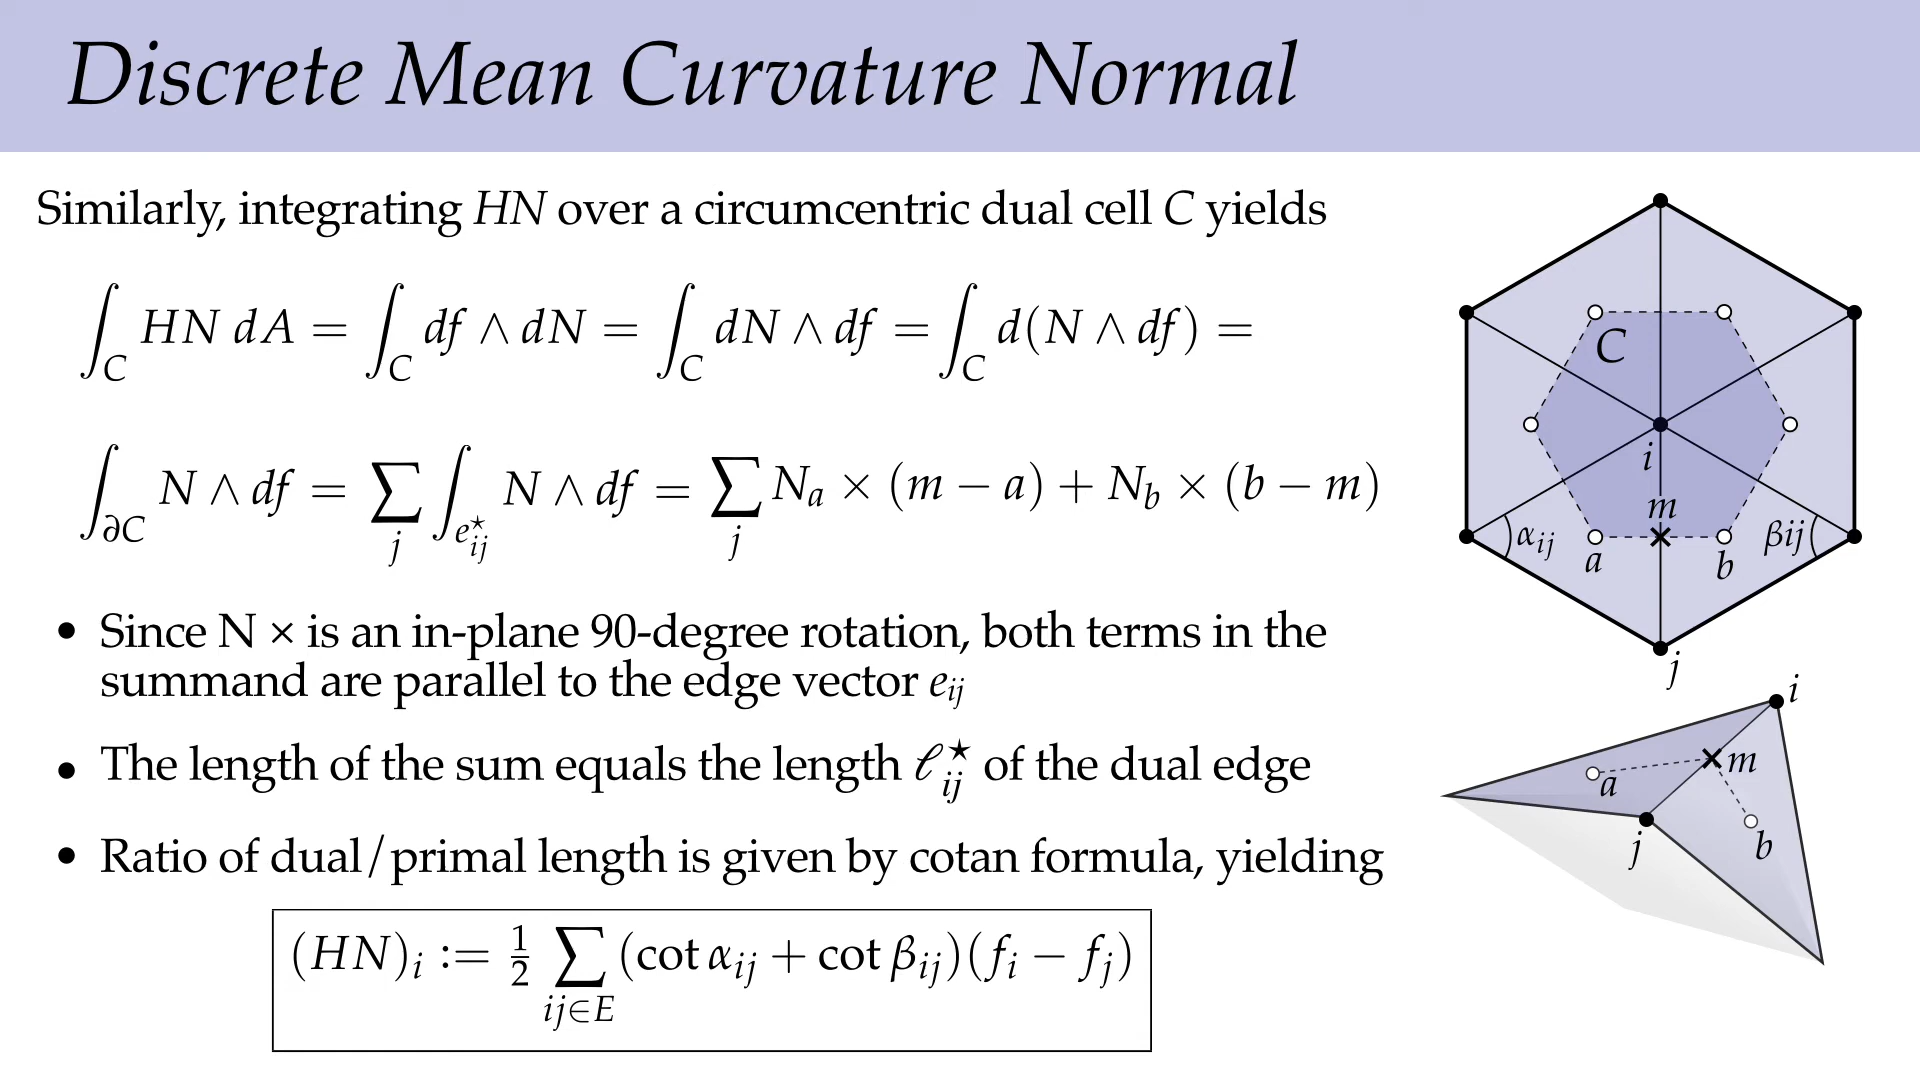 Discrete Mean Curvature Normal
Similarly, integrating HN over a circumcentric dual cell C yields
∫_C HN dA = ∫_C df ∧ dN = ∫_C dN ∧ df = ∫_C d(N ∧ df) =
∫_∂C N ∧ df = ∑_j ∫_{e⋆_ij} N ∧ df = ∑_j N_a × (m − a) + N_b × (b − m)
• Since N × is an in-plane 90-degree rotation, both terms in the
summand are parallel to the edge vector e_ij
• The length of the sum equals the length ℓ⋆_ij of the dual edge
• Ratio of dual/primal length is given by cotan formula, yielding
(HN)_i := ½ ∑_{ij∈E} (cot α_ij + cot β_ij)(f_i − f_j)
C
i
m
α_ij
βij
a
b
j
i
m
a
j
b